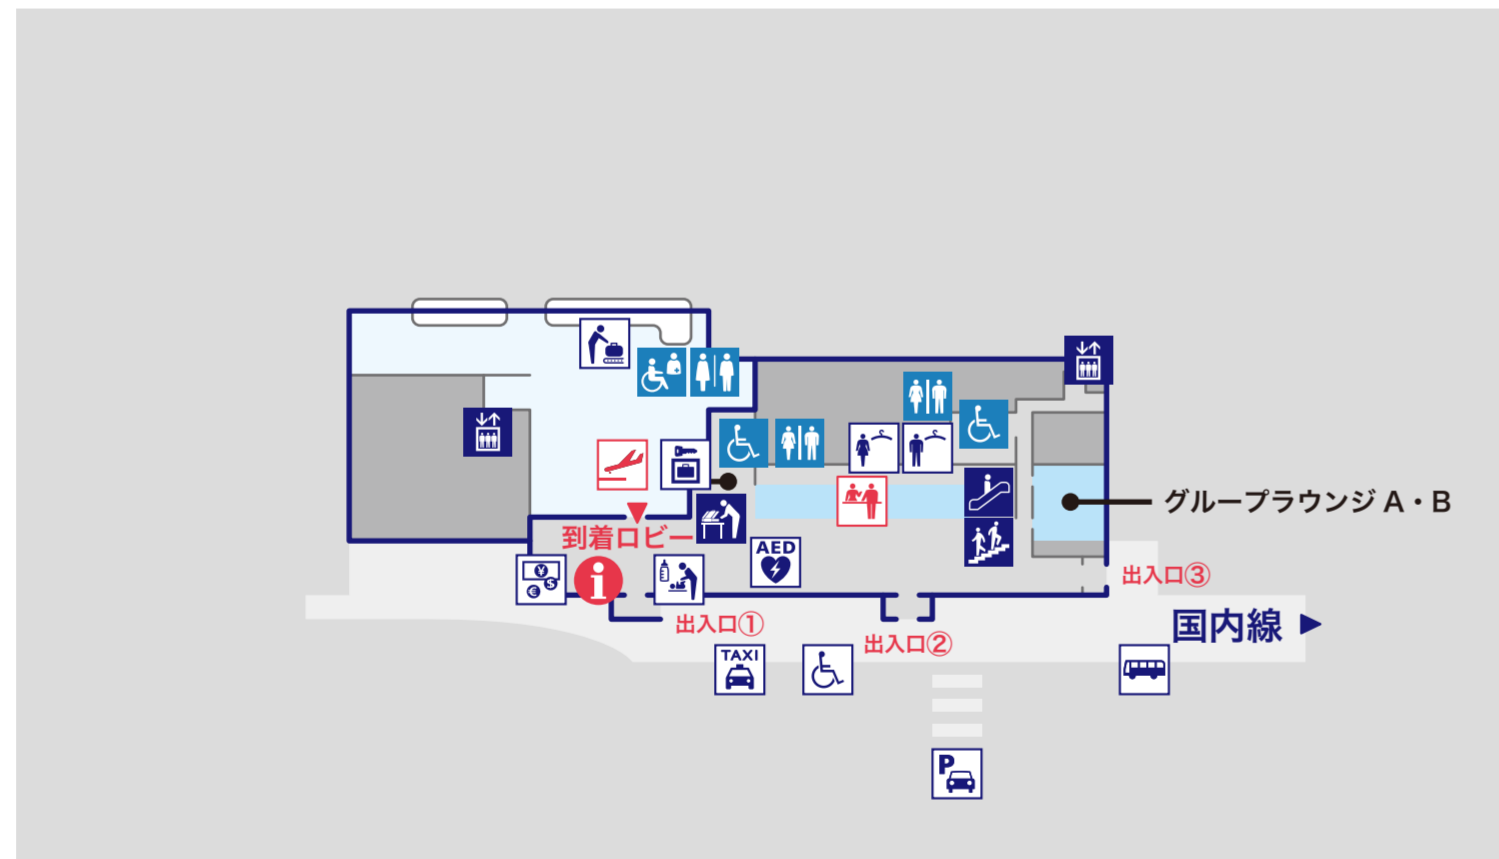 グループラウンジ A・B
到着ロビー
AED
¥
$
€
i
出入口③
出入口①
国内線
出入口②
TAXI
P